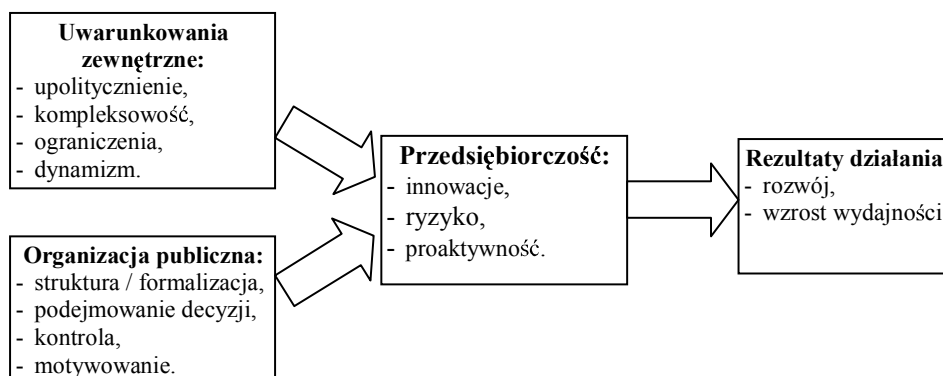 Uwarunkowania
zewnętrzne:
- upolitycznienie,
- kompleksowość,
- ograniczenia,
- dynamizm.
Organizacja publiczna:
- struktura / formalizacja,
- podejmowanie decyzji,
- kontrola,
- motywowanie.
Przedsiębiorczość:
- innowacje,
- ryzyko,
- proaktywność.
Rezultaty działania
- rozwój,
- wzrost wydajności